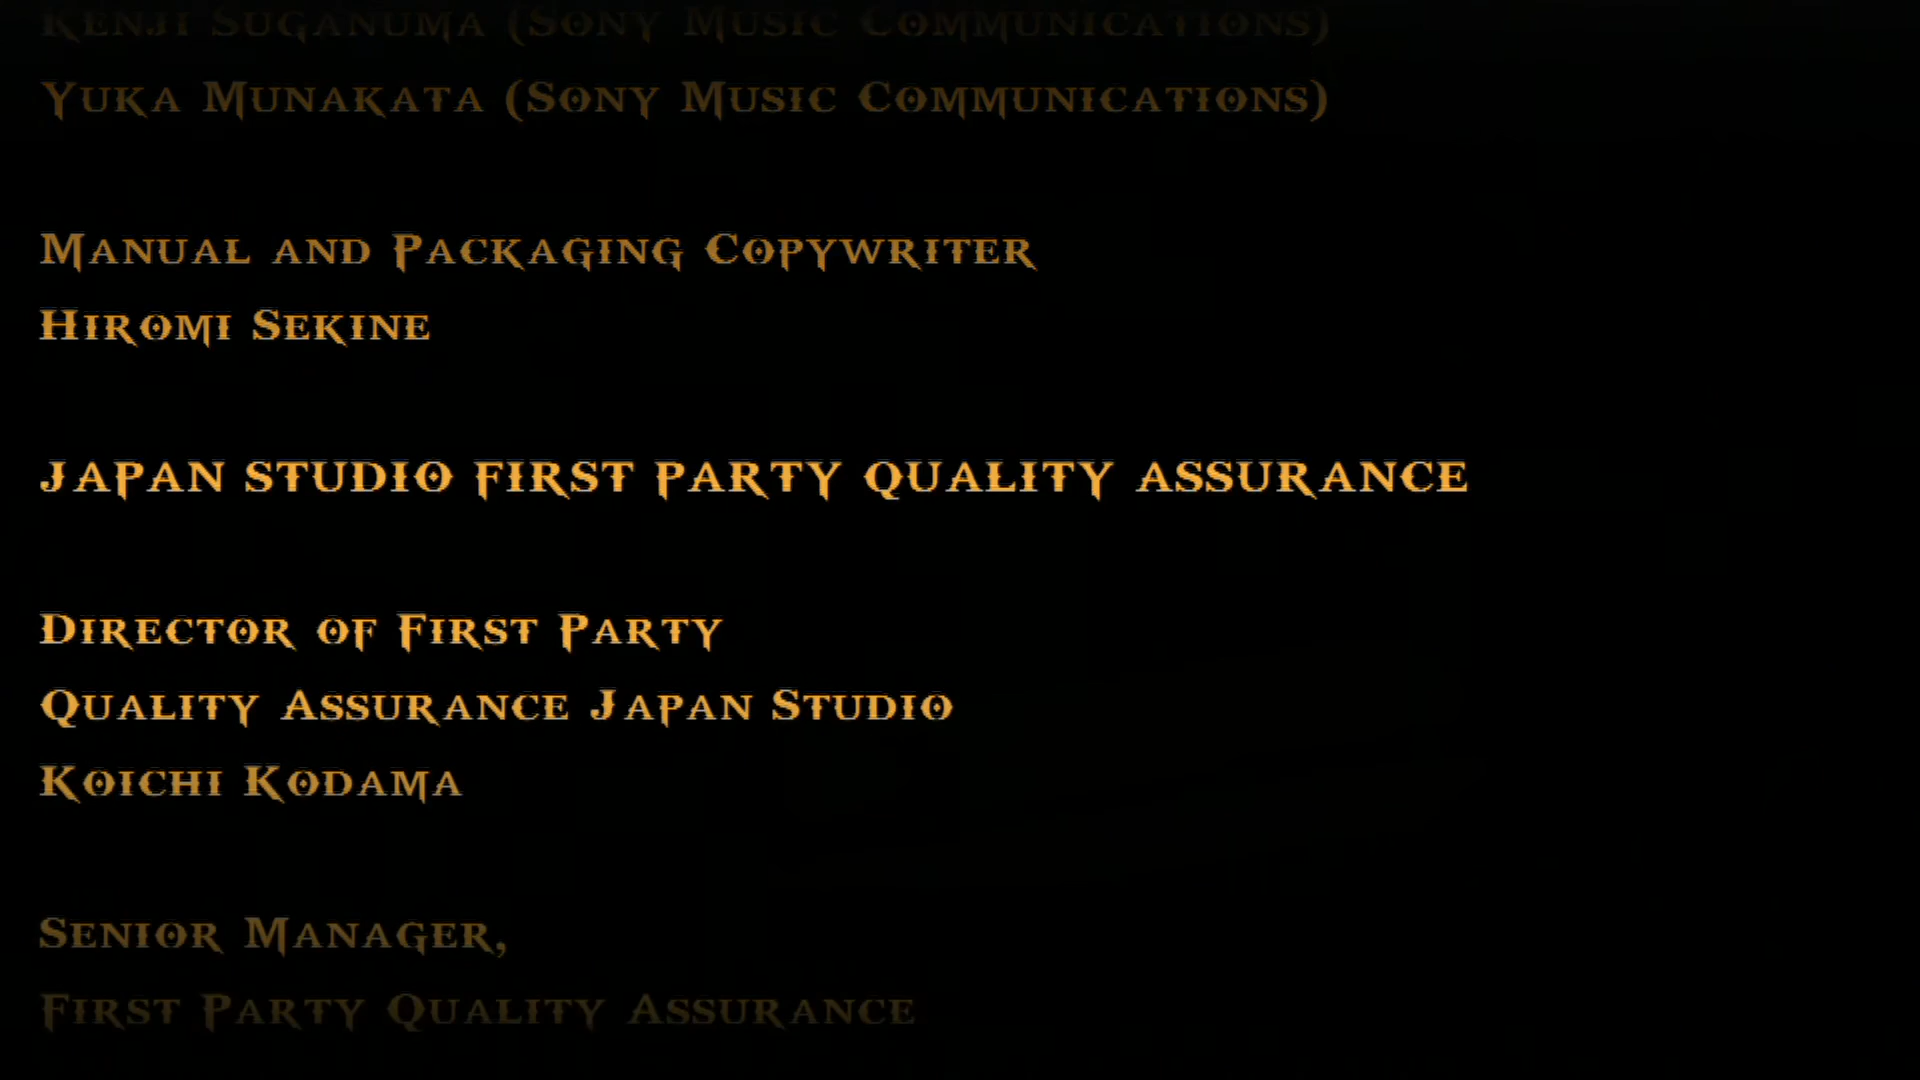 Kenji Suganuma (Sony Music Communications)
Yuka Munakata (Sony Music Communications)
Manual and Packaging Copywriter
Hiromi Sekine
JAPAN STUDIO FIRST PARTY QUALITY ASSURANCE
Director of First Party
Quality Assurance Japan Studio
Koichi Kodama
Senior Manager,
First Party Quality Assurance